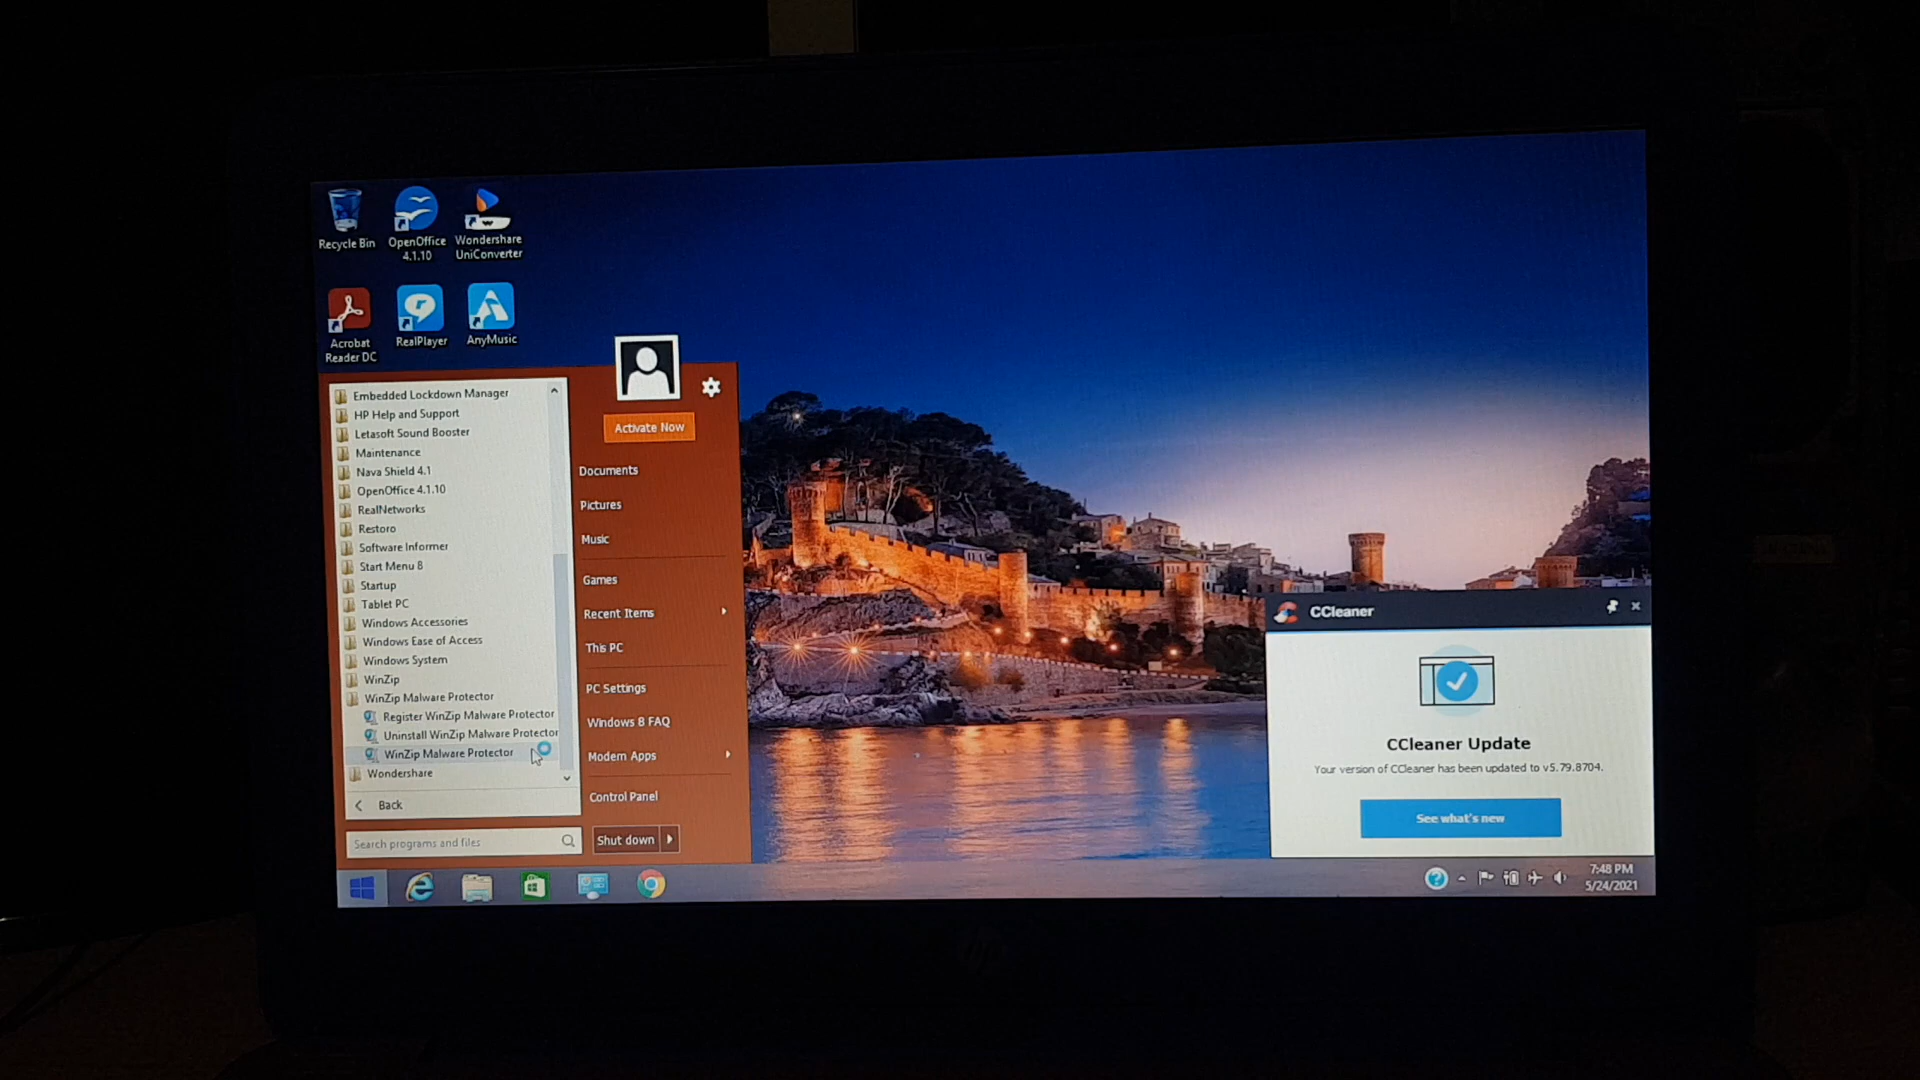 Recycle Bin
OpenOffice
4.1.10
Wondershare
UniConverter
Acrobat
Reader DC
RealPlayer
AnyMusic
Embedded Lockdown Manager
HP Help and Support
Letasoft Sound Booster
Maintenance
Nava Shield 4.1
OpenOffice 4.1.10
RealNetworks
Restoro
Software Informer
Start Menu 8
Startup
Tablet PC
Windows Accessories
Windows Ease of Access
Windows System
WinZip
WinZip Malware Protector
Register WinZip Malware Protector
Uninstall WinZip Malware Protector
WinZip Malware Protector
Wondershare
Back
Search programs and files
Activate Now
Documents
Pictures
Music
Games
Recent Items
This PC
PC Settings
Windows 8 FAQ
Modern Apps
Control Panel
Shut down
CCleaner
CCleaner Update
Your version of CCleaner has been updated to v5.79.8704.
See what's new
7:48 PM
5/24/2021